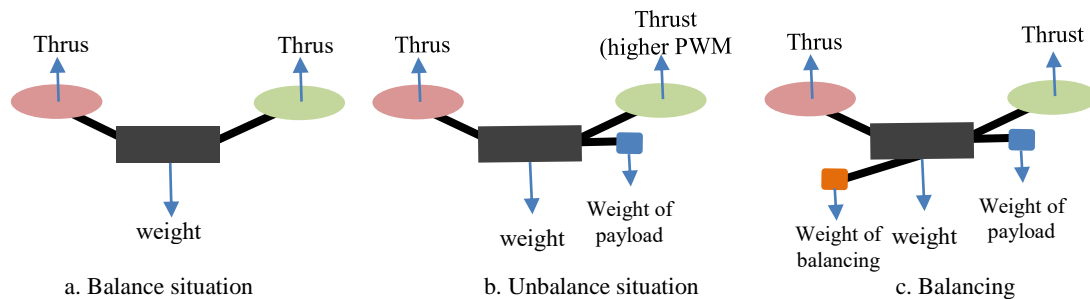 Thrus
Thrus
weight
a. Balance situation
Thrus
Thrust
(higher PWM
weight
Weight of
payload
b. Unbalance situation
Thrus
Thrust
Weight of
balancing
weight
Weight of
payload
c. Balancing